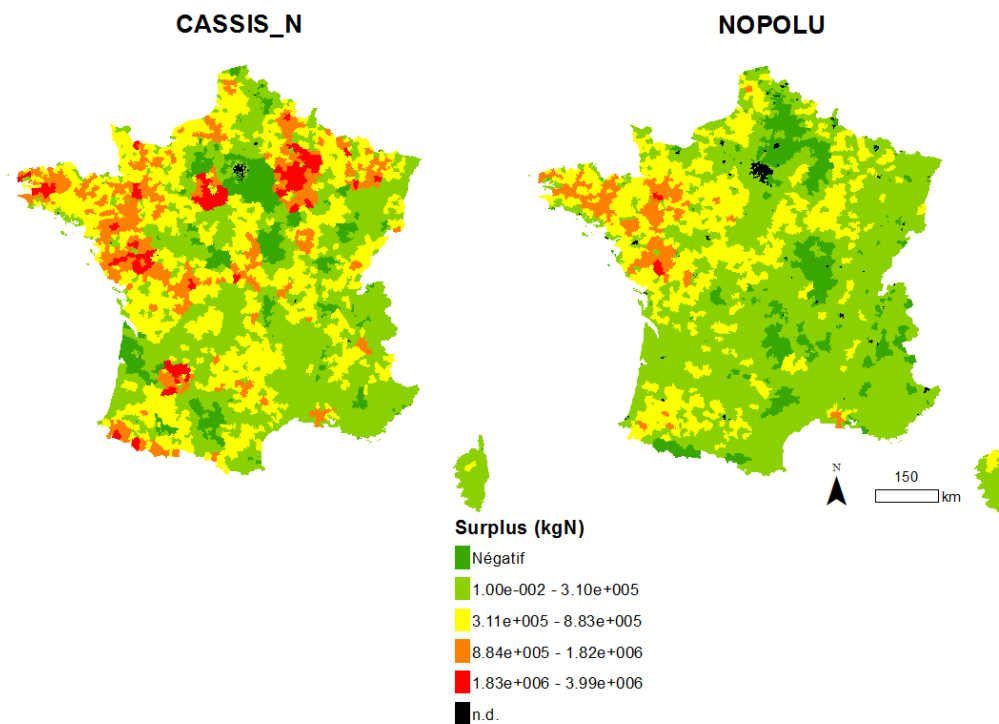 CASSIS_N
NOPOLU
N
150
km
Surplus (kgN)
Négatif
1.00e-002 - 3.10e+005
3.11e+005 - 8.83e+005
8.84e+005 - 1.82e+006
1.83e+006 - 3.99e+006
n.d.